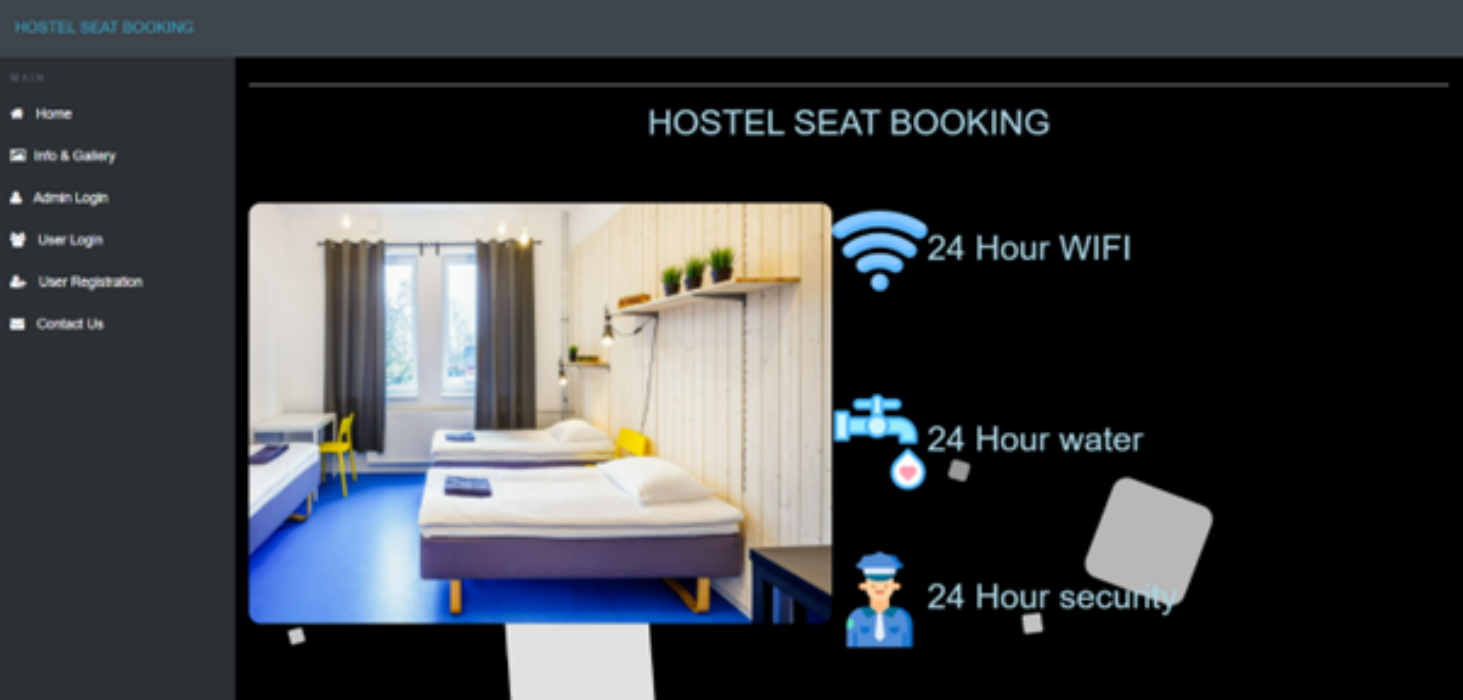 HOSTEL SEAT BOOKING
MAIN
Home
Info & Gallery
Admin Login
User Login
User Registration
Contact Us
HOSTEL SEAT BOOKING
24 Hour WIFI
24 Hour water
24 Hour security